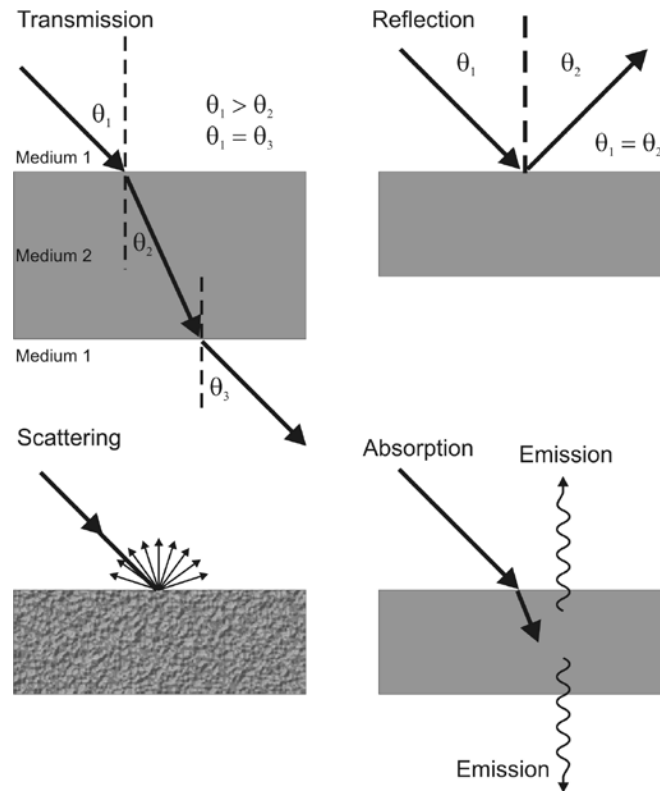 Transmission
θ₁
θ₁ > θ₂
θ₁ = θ₃
Medium 1
θ₂
Medium 2
Medium 1
θ₃
Reflection
θ₁
θ₂
θ₁ = θ₂
Scattering
Absorption
Emission
Emission